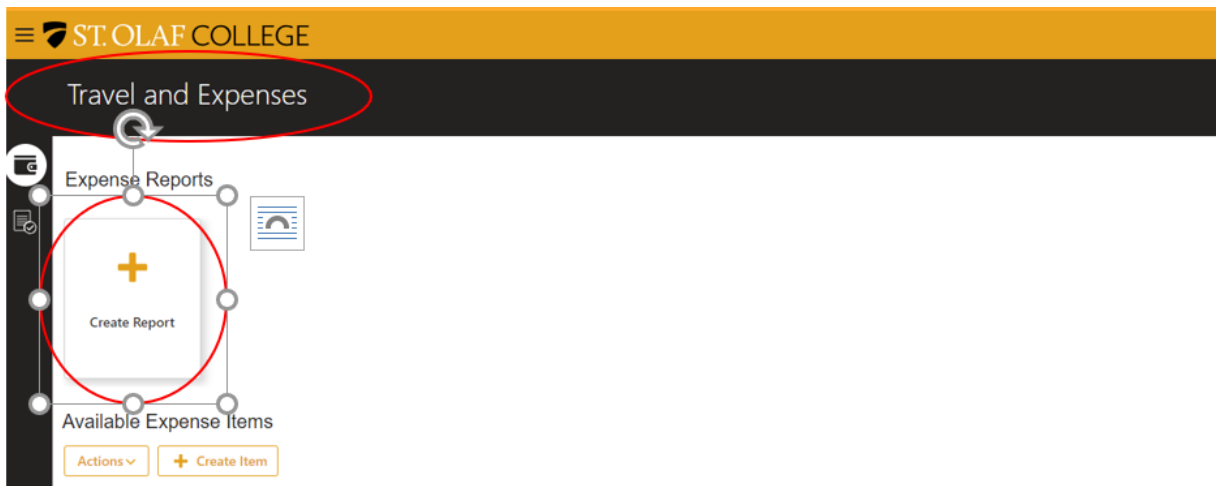 ST. OLAF COLLEGE
Travel and Expenses
Expense Reports
Create Report
Available Expense Items
Actions
Create Item